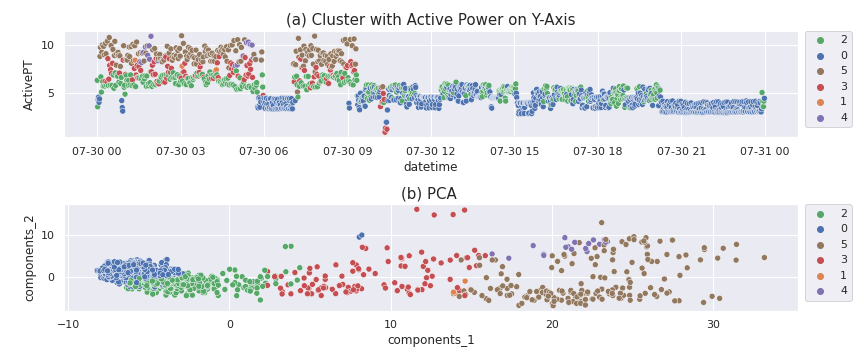 (a) Cluster with Active Power on Y-Axis
10
5
ActivePT
07-30 00 07-30 03 07-30 06 07-30 09 07-30 12 07-30 15 07-30 18 07-30 21 07-31 00
datetime
2
0
5
3
1
4
(b) PCA
10
0
components_2
−10 0 10 20 30
components_1
2
0
5
3
1
4